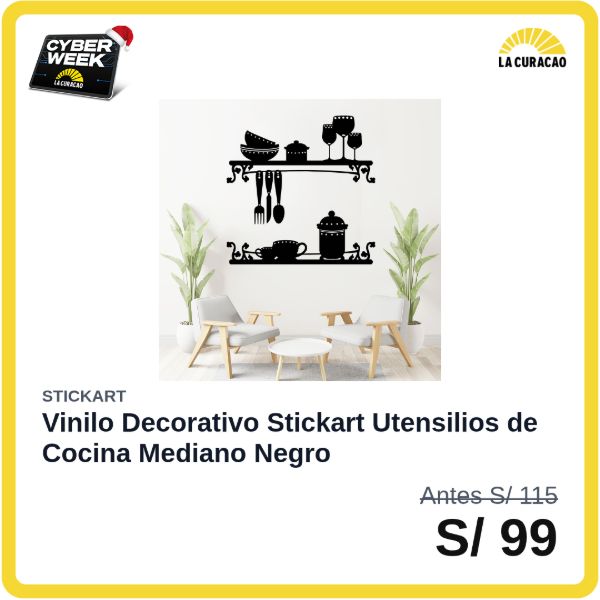 CYBER
WEEK
LA CURACAO
LA CURACAO
STICKART
Vinilo Decorativo Stickart Utensilios de
Cocina Mediano Negro
Antes S/ 115
S/ 99